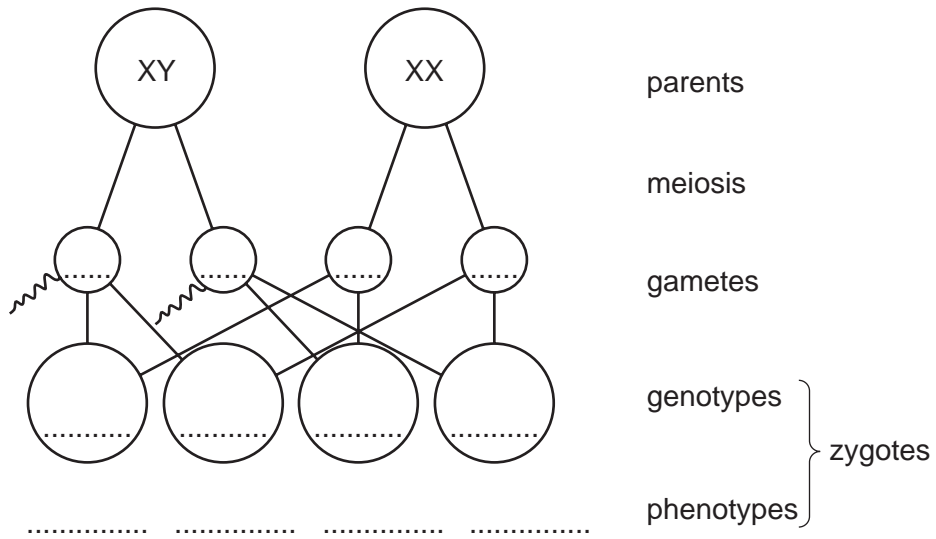 XY
XX
parents
meiosis
......
......
......
......
gametes
...........
...........
...........
...........
genotypes
zygotes
phenotypes
...............
...............
...............
...............